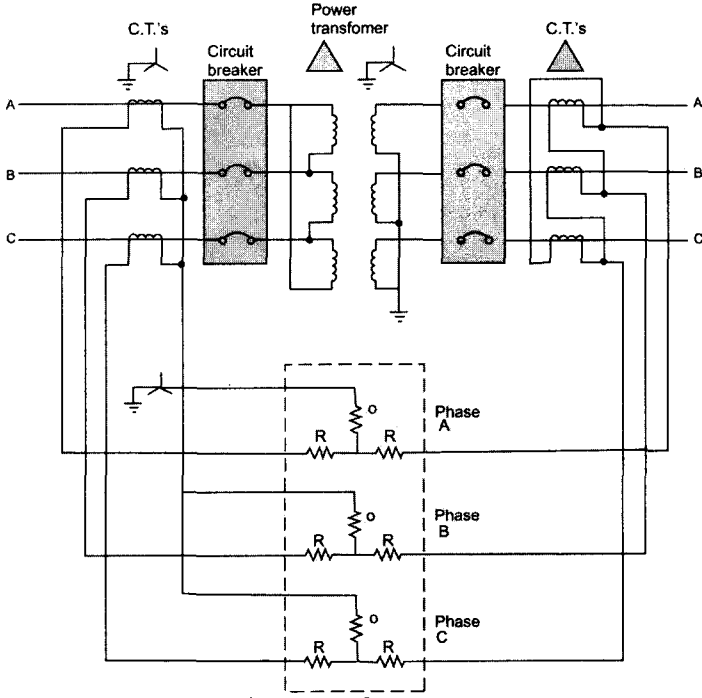 Power
transfomer
C.T.'s
C.T.'s
Circuit
breaker
Circuit
breaker
A
A
B
B
C
C
O
Phase
A
R
R
O
Phase
B
R
R
O
Phase
C
R
R